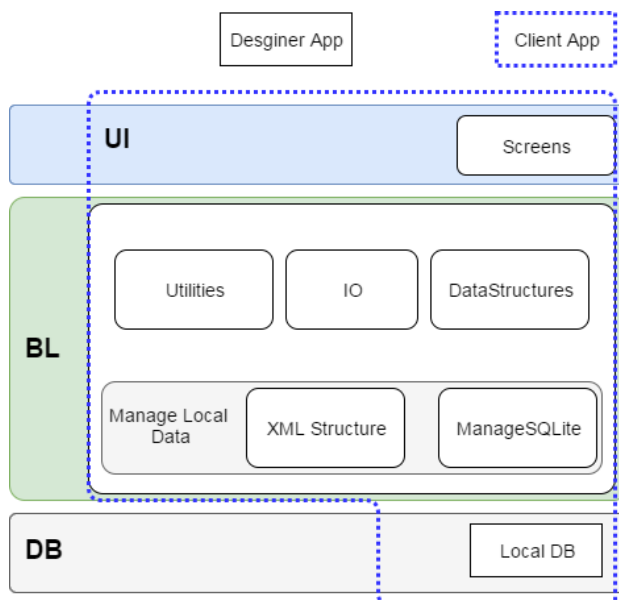 Desginer App
Client App
UI
Screens
BL
Utilities
IO
DataStructures
Manage Local
Data
XML Structure
ManageSQLite
DB
Local DB